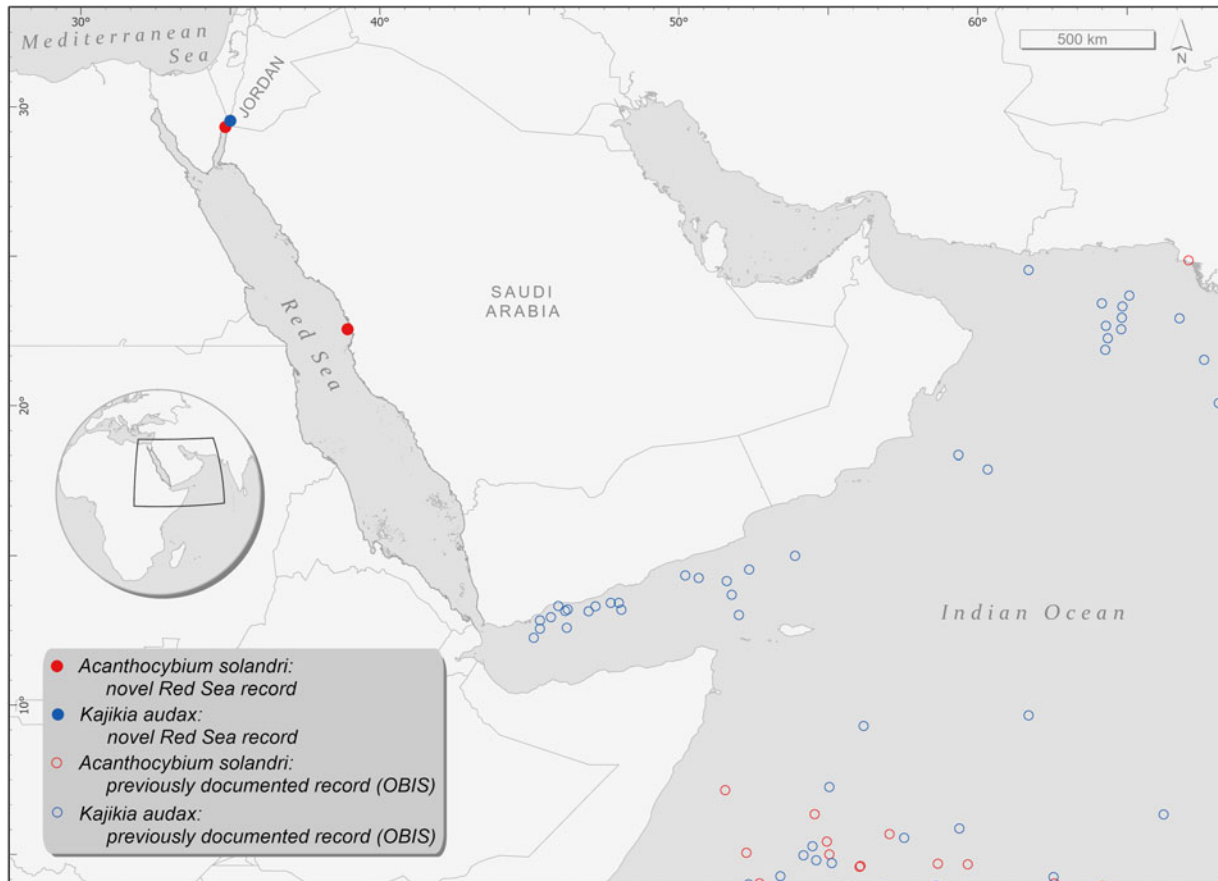 30°
40°
50°
60°
Mediterranean
Sea
500 km
N
JORDAN
30°
SAUDI
ARABIA
Red Sea
20°
Indian Ocean
10°
Acanthocybium solandri:
novel Red Sea record
Kajikia audax:
novel Red Sea record
Acanthocybium solandri:
previously documented record (OBIS)
Kajikia audax:
previously documented record (OBIS)